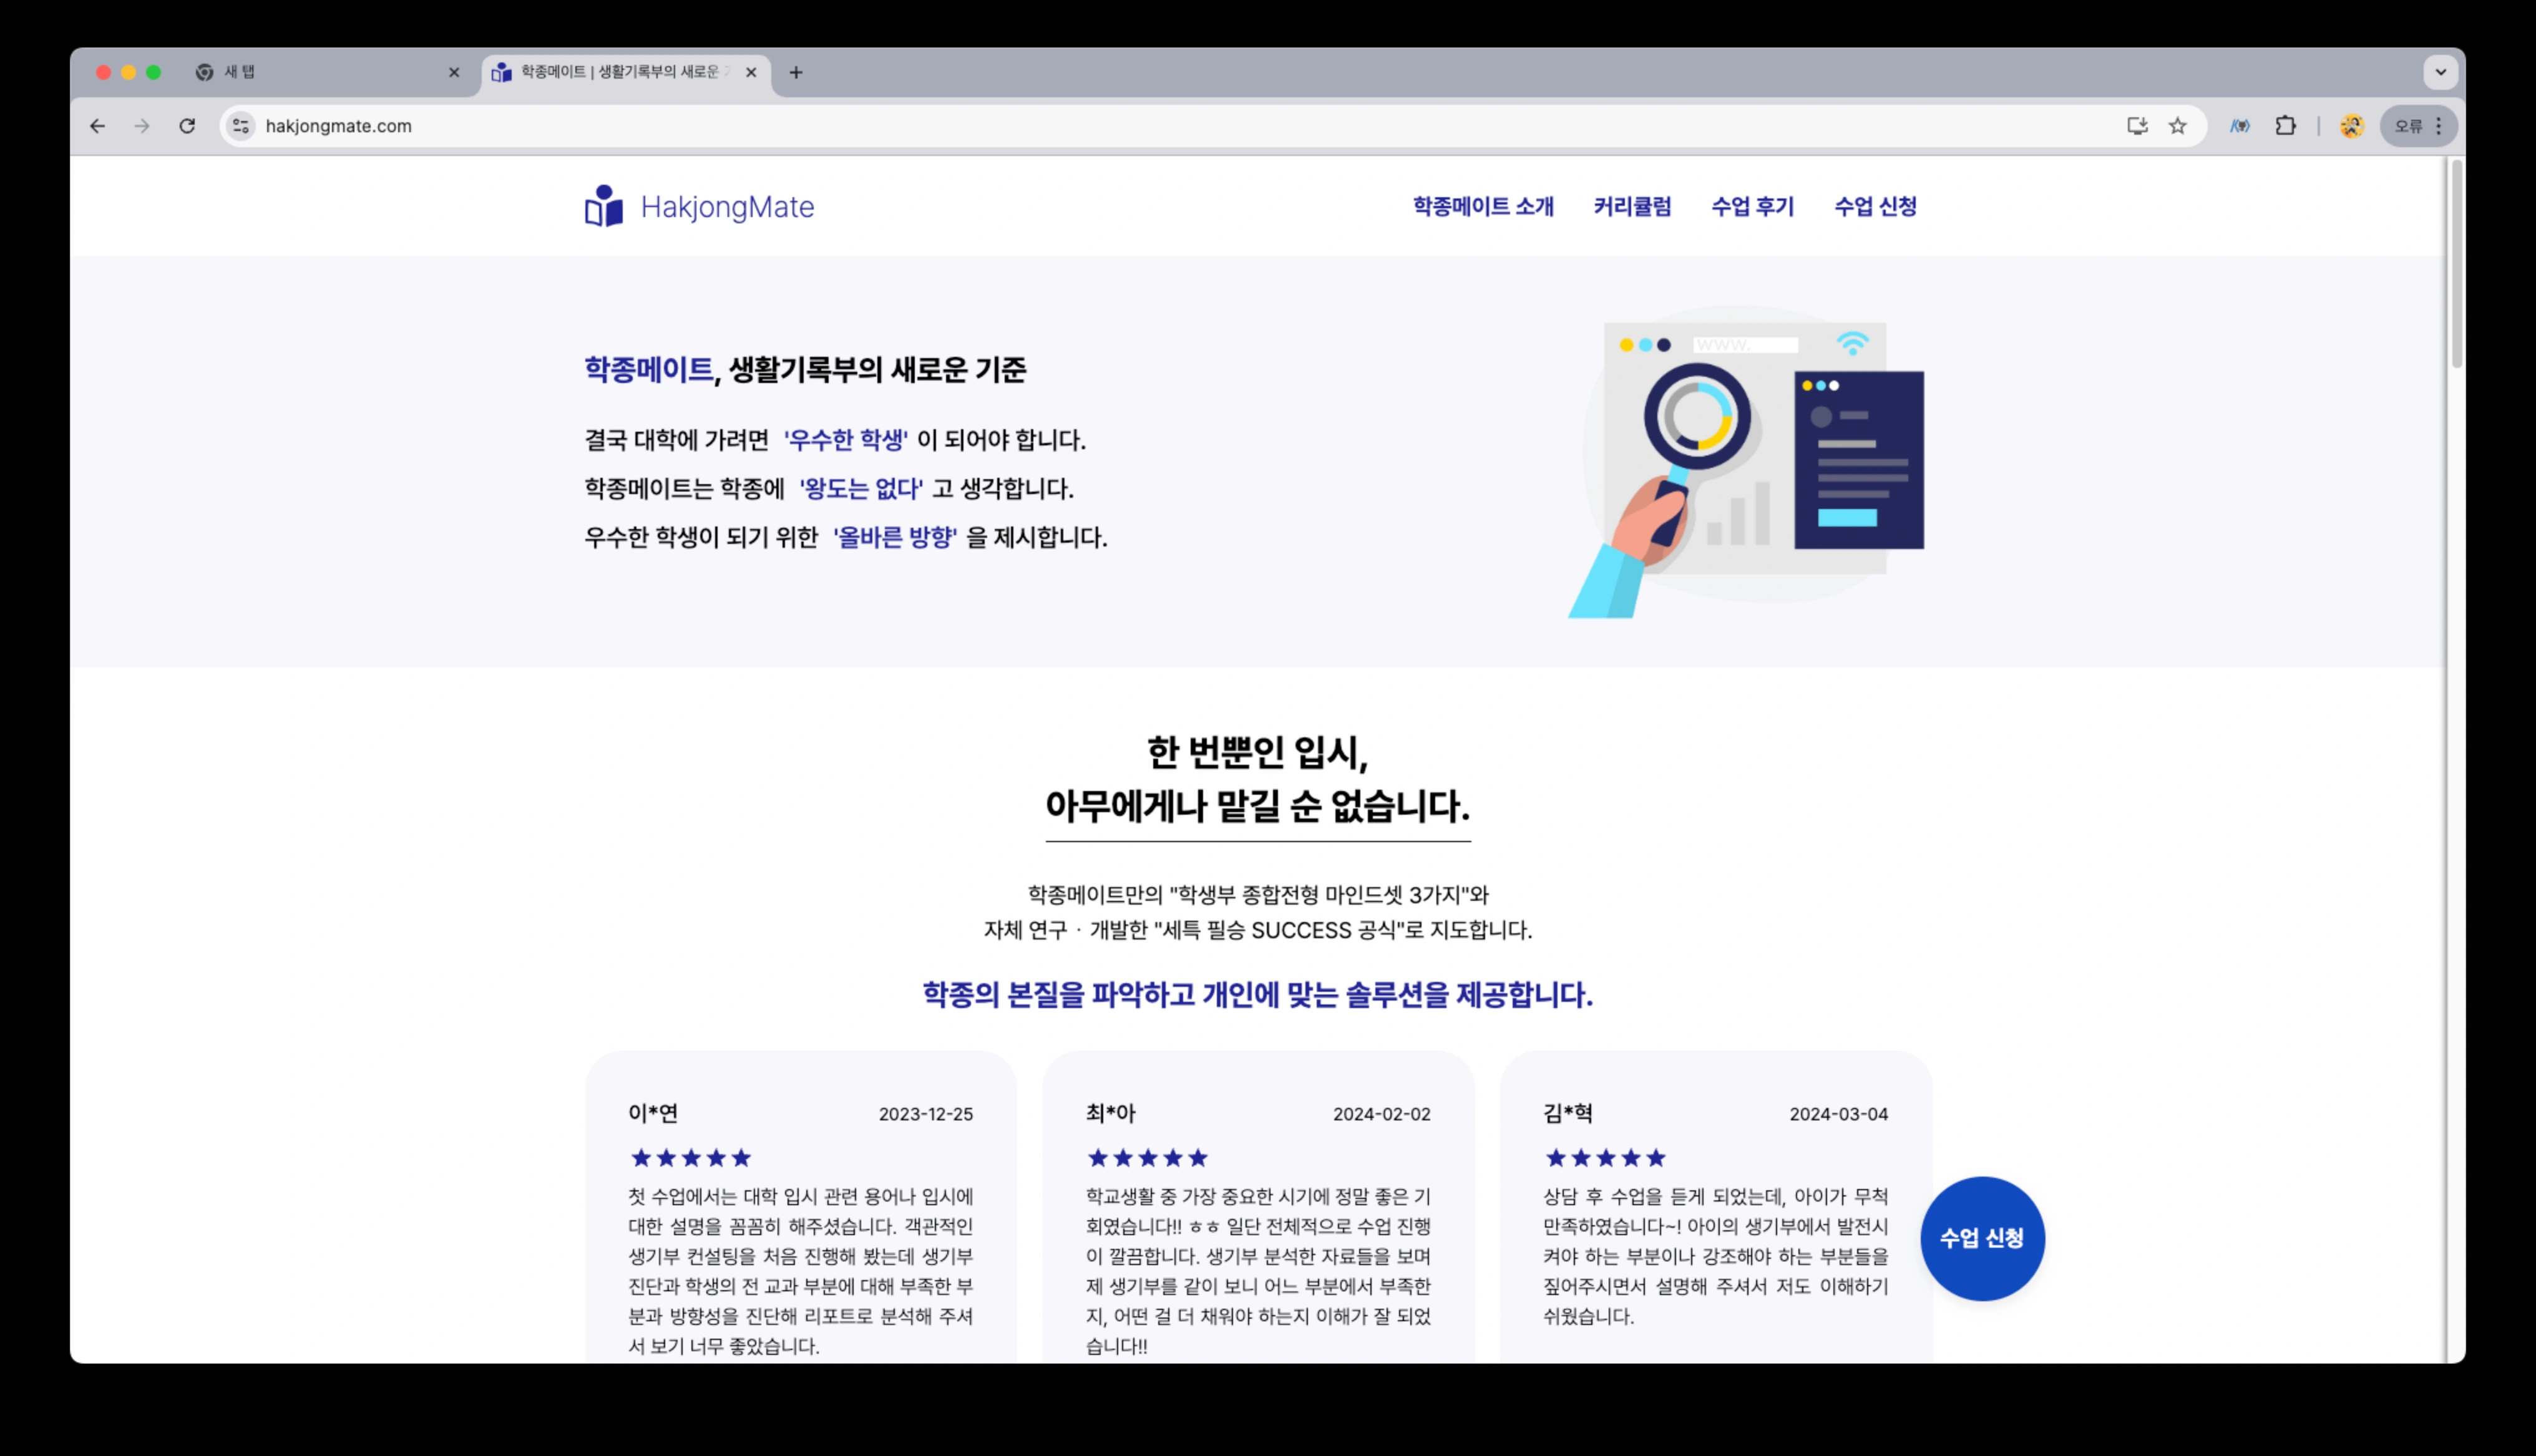 새 탭
학종메이트 | 생활기록부의 새로운
hakjongmate.com
오류
HakjongMate
학종메이트 소개
커리큘럼
수업 후기
수업 신청
학종메이트, 생활기록부의 새로운 기준
결국 대학에 가려면 '우수한 학생' 이 되어야 합니다.
학종메이트는 학종에 '왕도는 없다' 고 생각합니다.
우수한 학생이 되기 위한 '올바른 방향' 을 제시합니다.
WWW.
한 번뿐인 입시,
아무에게나 맡길 순 없습니다.
학종메이트만의 "학생부 종합전형 마인드셋 3가지"와
자체 연구 · 개발한 "세특 필승 SUCCESS 공식"로 지도합니다.
학종의 본질을 파악하고 개인에 맞는 솔루션을 제공합니다.
이*연
2023-12-25
첫 수업에서는 대학 입시 관련 용어나 입시에
대한 설명을 꼼꼼히 해주셨습니다. 객관적인
생기부 컨설팅을 처음 진행해 봤는데 생기부
진단과 학생의 전 교과 부분에 대해 부족한 부
분과 방향성을 진단해 리포트로 분석해 주셔
서 보기 너무 좋았습니다.
최*아
2024-02-02
학교생활 중 가장 중요한 시기에 정말 좋은 기
회였습니다!! ㅎㅎ 일단 전체적으로 수업 진행
이 깔끔합니다. 생기부 분석한 자료들을 보며
제 생기부를 같이 보니 어느 부분에서 부족한
지, 어떤 걸 더 채워야 하는지 이해가 잘 되었
습니다!!
김*혁
2024-03-04
상담 후 수업을 듣게 되었는데, 아이가 무척
만족하였습니다~! 아이의 생기부에서 발전시
켜야 하는 부분이나 강조해야 하는 부분들을
짚어주시면서 설명해 주셔서 저도 이해하기
쉬웠습니다.
수업 신청